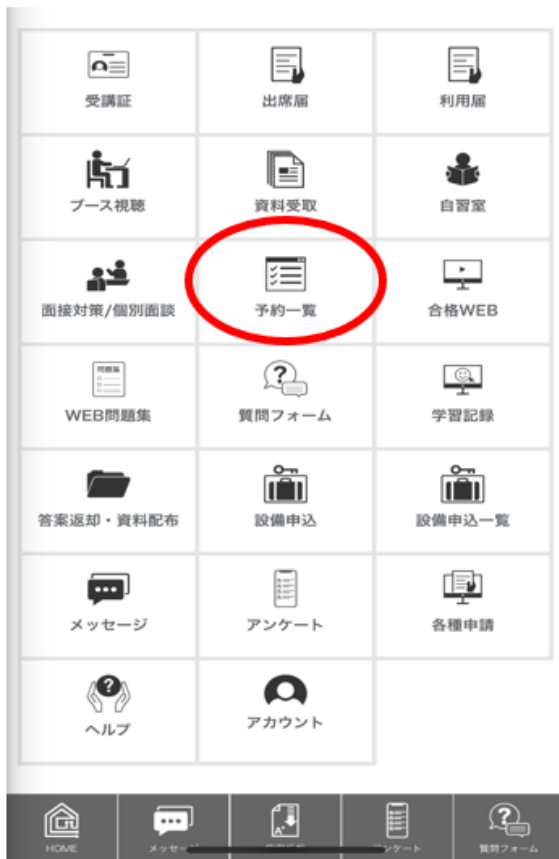 受講証
出席届
利用届
ブース視聴
資料受取
自習室
面接対策/個別面談
予約一覧
合格WEB
問題集
WEB問題集
質問フォーム
学習記録
答案返却・資料配布
設備申込
設備申込一覧
メッセージ
アンケート
各種申請
ヘルプ
アカウント
HOME
メッセー
ンケート
質問フォーム